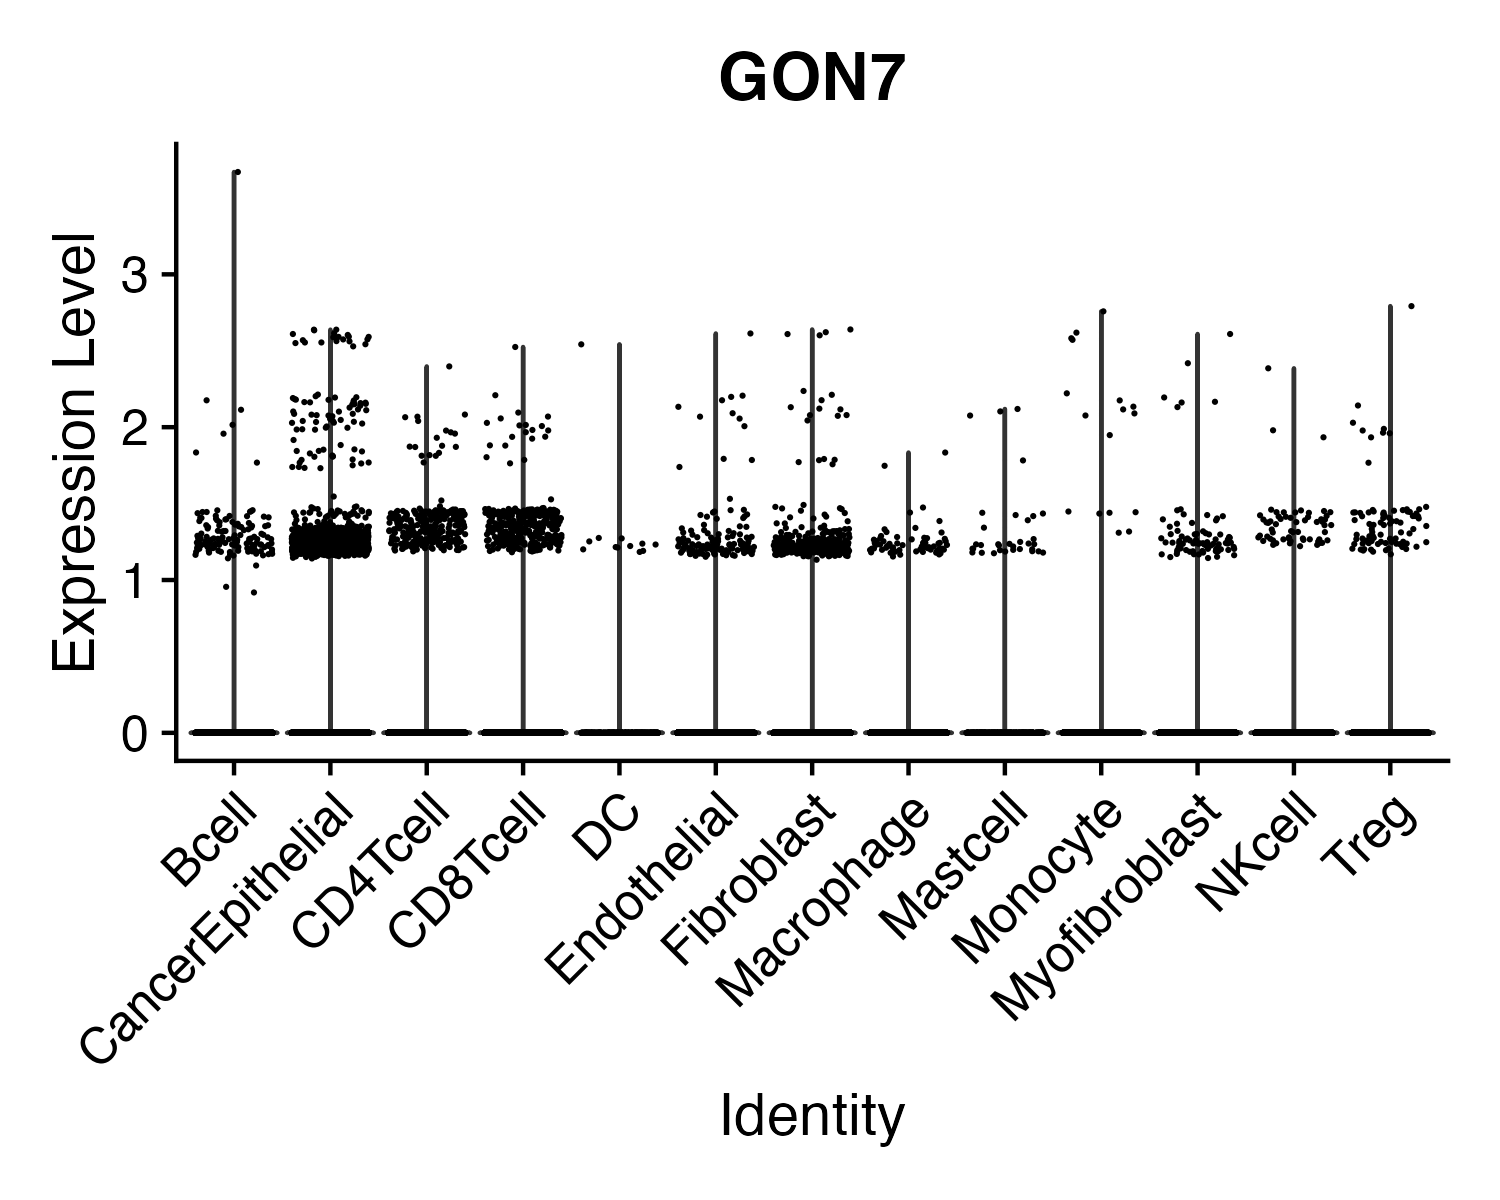 GON7
Expression Level
3
2
1
0
Bcell
CancerEpithelial
CD4Tcell
CD8Tcell
DC
Endothelial
Fibroblast
Macrophage
Mastcell
Monocyte
Myofibroblast
NKcell
Treg
Identity